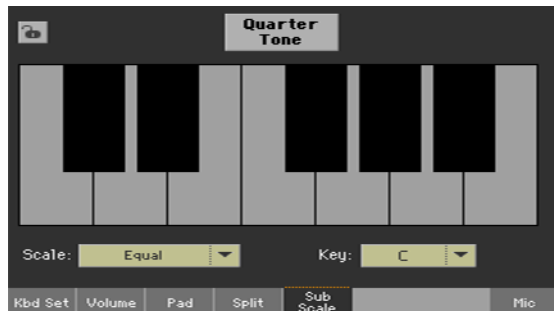 Quarter
Tone
Scale: Equal Key: C
Kbd Set Volume Pad Split Sub Scale Mic